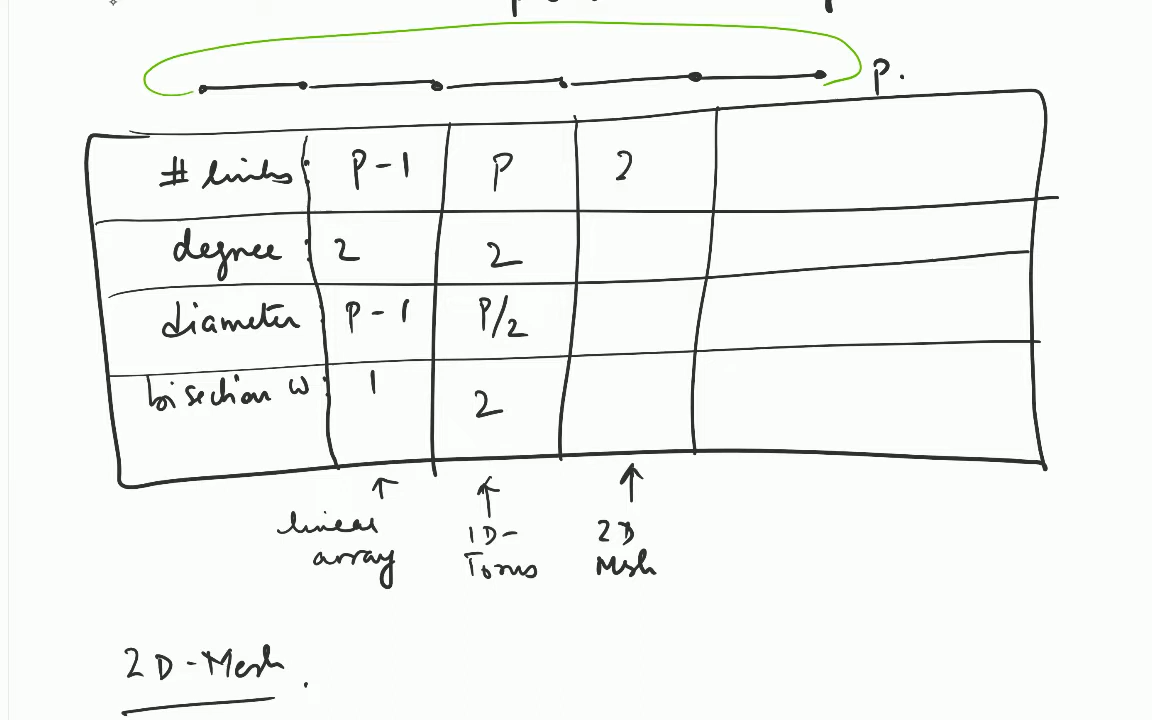 P.
# links: P-1 P 2
degree: 2 2
diameter: P-1 P/2
bisection w: 1 2
linear array
1D-Torus
2D Mesh
2D-Mesh.